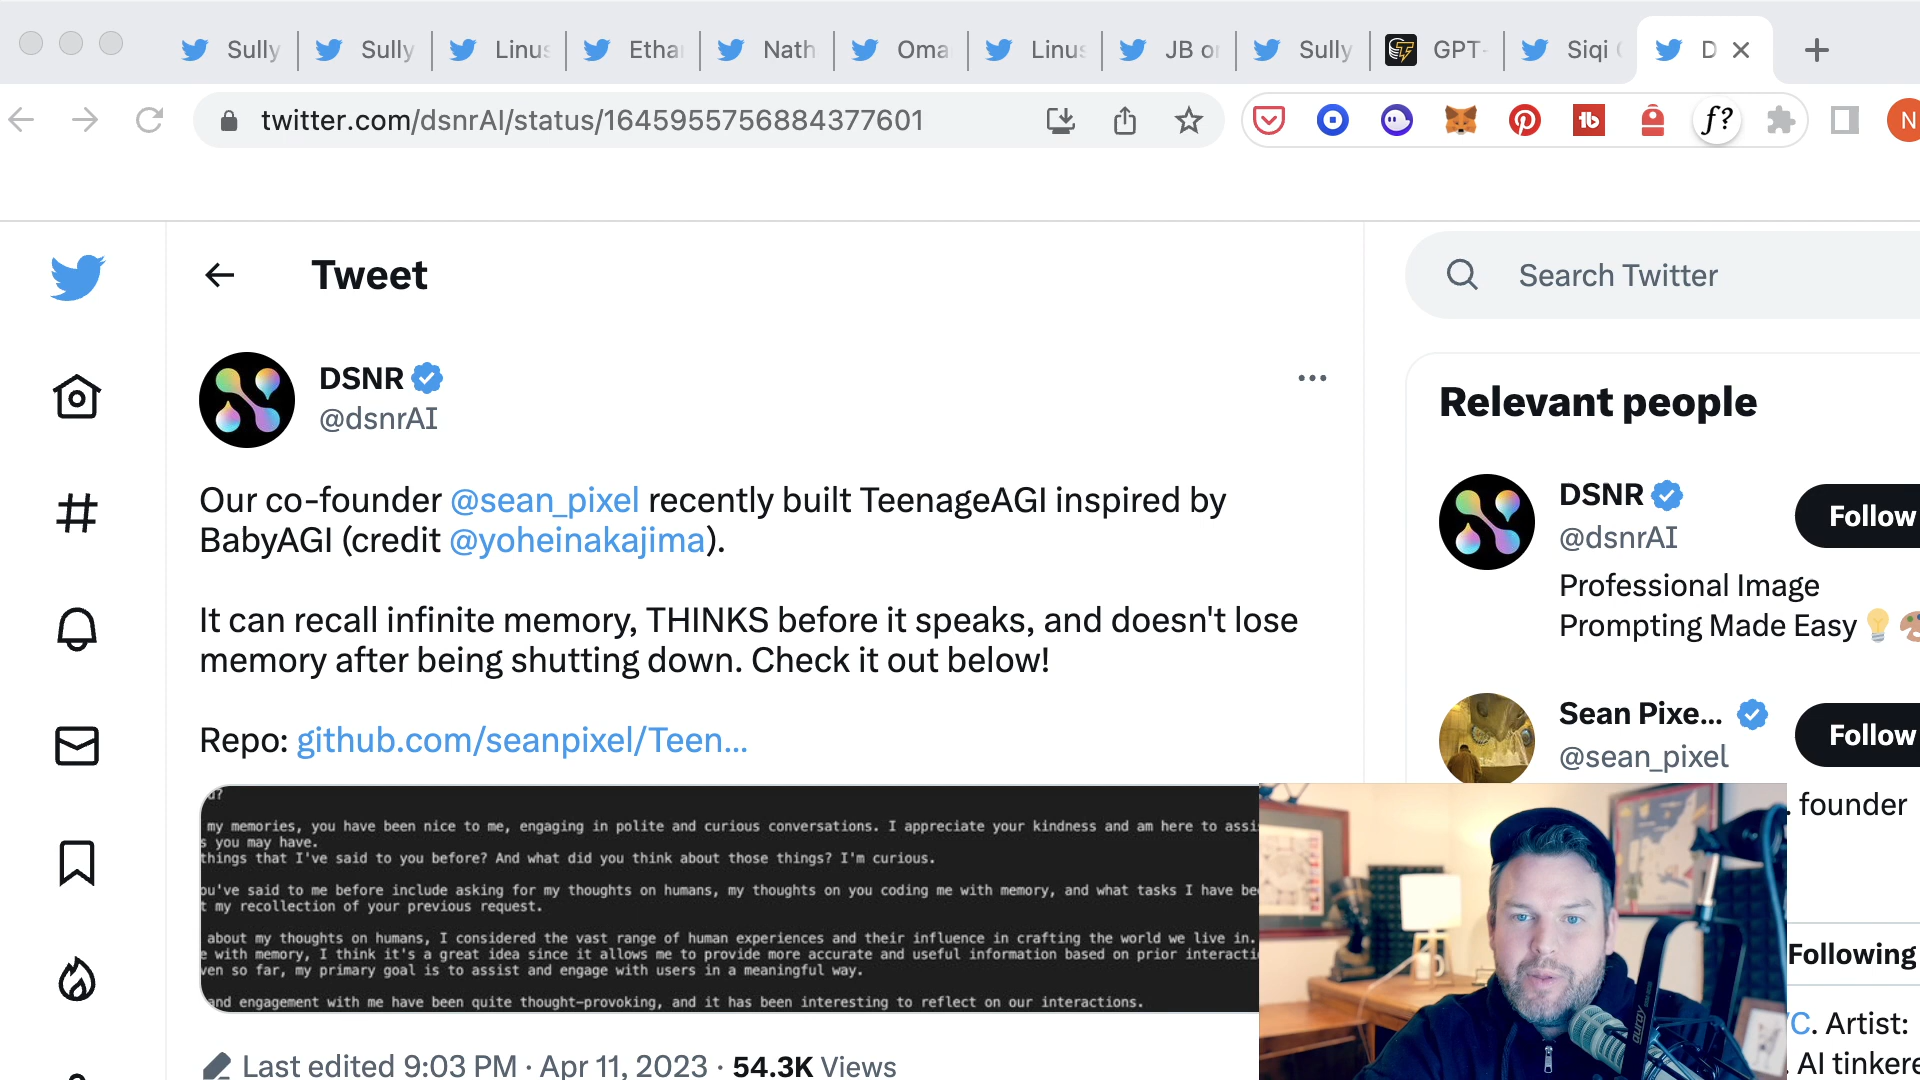 Sully
Sully
Linus
Etha
Nath
Oma
Linus
JB o
Sully
GPT-
Siqi
D
twitter.com/dsnrAI/status/1645955756884377601
f?
N
Tweet
Search Twitter
DSNR
@dsnrAI
Our co-founder @sean_pixel recently built TeenageAGI inspired by
BabyAGI (credit @yoheinakajima).
It can recall infinite memory, THINKS before it speaks, and doesn't lose
memory after being shutting down. Check it out below!
Repo: github.com/seanpixel/Teen...
Relevant people
DSNR
Follow
@dsnrAI
Professional Image
Prompting Made Easy
Sean Pixe...
Follow
@sean_pixel
. founder
my memories, you have been nice to me, engaging in polite and curious conversations. I appreciate your kindness and am here to assi
s you may have.
things that I've said to you before? And what did you think about those things? I'm curious.
ou've said to me before include asking for my thoughts on humans, my thoughts on you coding me with memory, and what tasks I have be
t my recollection of your previous request.
about my thoughts on humans, I considered the vast range of human experiences and their influence in crafting the world we live in.
e with memory, I think it's a great idea since it allows me to provide more accurate and useful information based on prior interacti
ven so far, my primary goal is to assist and engage with users in a meaningful way.
and engagement with me have been quite thought-provoking, and it has been interesting to reflect on our interactions.
Following
C. Artist:
AI tinkere
Last edited 9:03 PM · Apr 11, 2023 · 54.3K Views